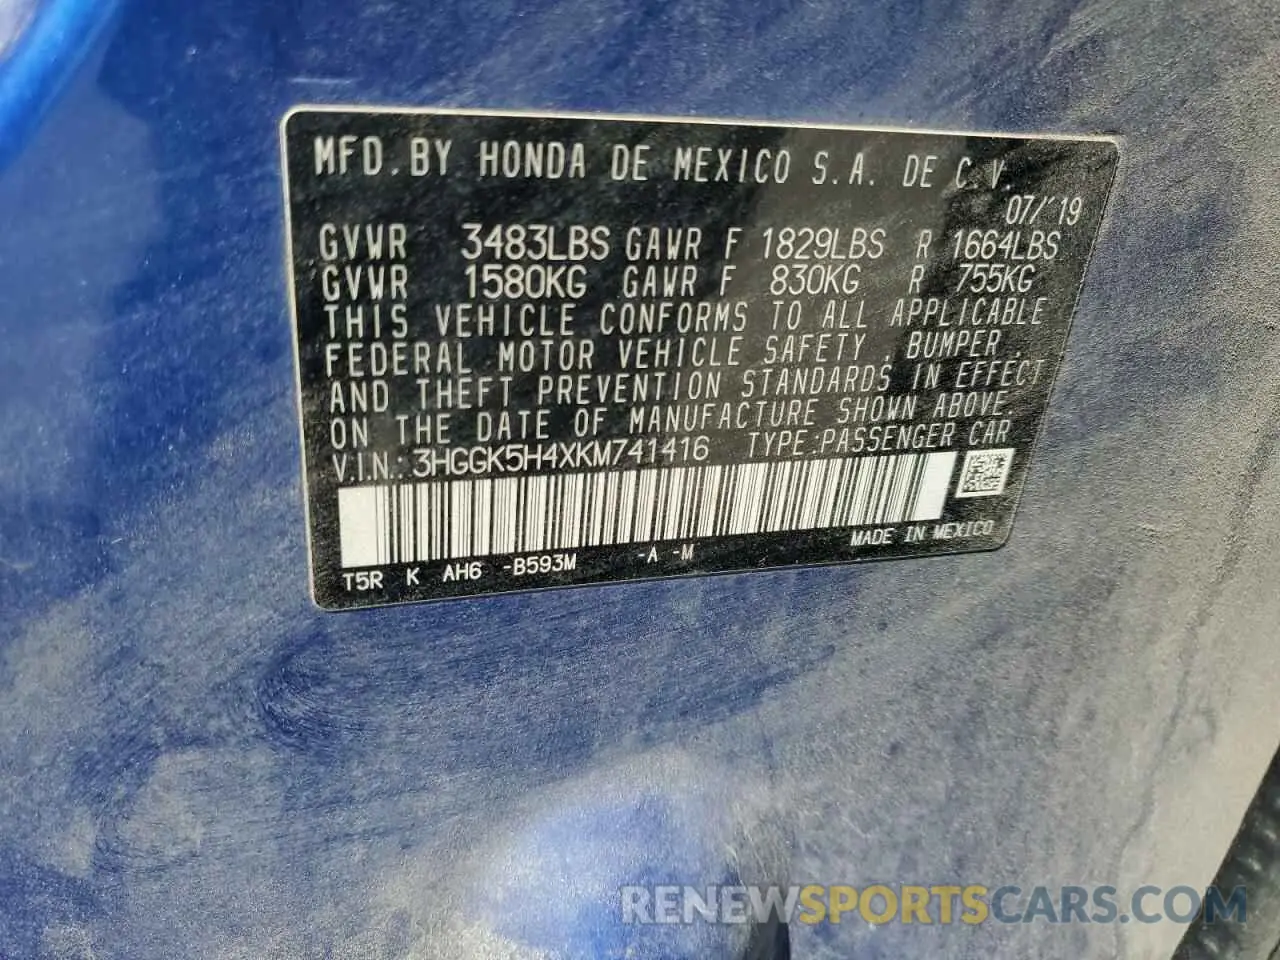 MFD. BY HONDA DE MEXICO S.A. DE C.V.
07/'19
GVWR 3483LBS GAWR F 1829LBS R 1664LBS
GVWR 1580KG GAWR F 830KG R 755KG
THIS VEHICLE CONFORMS TO ALL APPLICABLE
FEDERAL MOTOR VEHICLE SAFETY , BUMPER ,
AND THEFT PREVENTION STANDARDS IN EFFECT
ON THE DATE OF MANUFACTURE SHOWN ABOVE.
V.I.N.: 3HGGK5H4XKM741416 TYPE:PASSENGER CAR
MADE IN MEXICO
T5R K AH6 -B593M -A -M
RENEWSPORTSCARS.COM